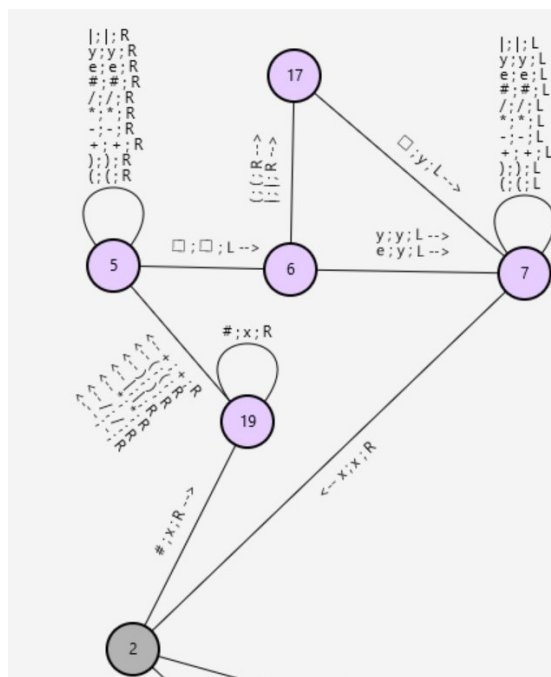 |;|;R
y;y;R
e;e;R
#;#;R
/;/;R
*;*;R
-;-;R
+;+;R
););R
(;(;R
|;|;L
y;y;L
e;e;L
#;#;L
/;/;L
*;*;L
-;-;L
+;+;L
););L
(;(;L
17
(;(;R -->
|;|;R -->
□;y;L-->
5
□;□;L -->
6
y;y;L-->
e;y;L-->
7
#;x;R
19
<-- x;x;R
#;x;R -->
2